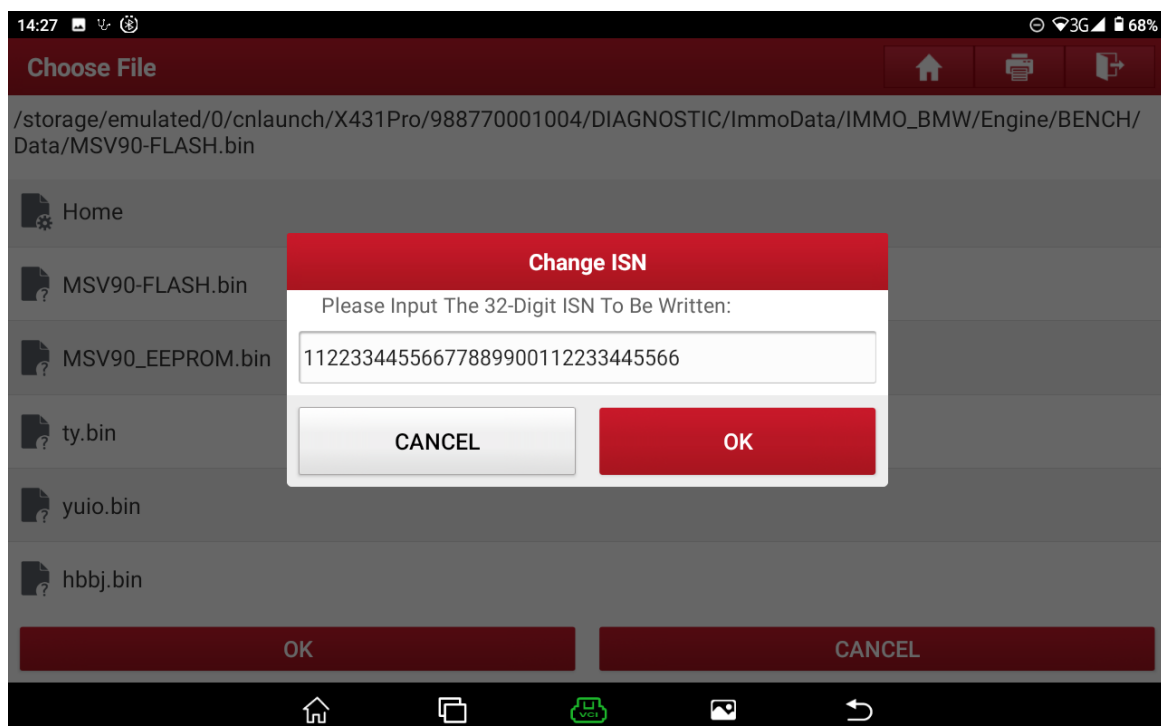 14:27
3G 68%
Choose File
/storage/emulated/0/cnlaunch/X431Pro/988770001004/DIAGNOSTIC/ImmoData/IMMO_BMW/Engine/BENCH/
Data/MSV90-FLASH.bin
Home
MSV90-FLASH.bin
MSV90_EEPROM.bin
ty.bin
yuio.bin
hbbj.bin
Change ISN
Please Input The 32-Digit ISN To Be Written:
11223344556677889900112233445566
CANCEL
OK
OK
CANCEL
VCI